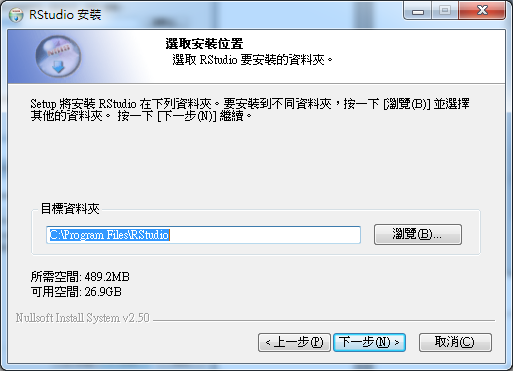 RStudio 安裝
選取安裝位置
選取 RStudio 要安裝的資料夾。
Setup 將安裝 RStudio 在下列資料夾。要安裝到不同資料夾，按一下 [瀏覽(B)] 並選擇
其他的資料夾。 按一下 [下一步(N)] 繼續。
目標資料夾
C:\Program Files\RStudio
瀏覽(B)...
所需空間: 489.2MB
可用空間: 26.9GB
Nullsoft Install System v2.50
< 上一步(P)
下一步(N) >
取消(C)